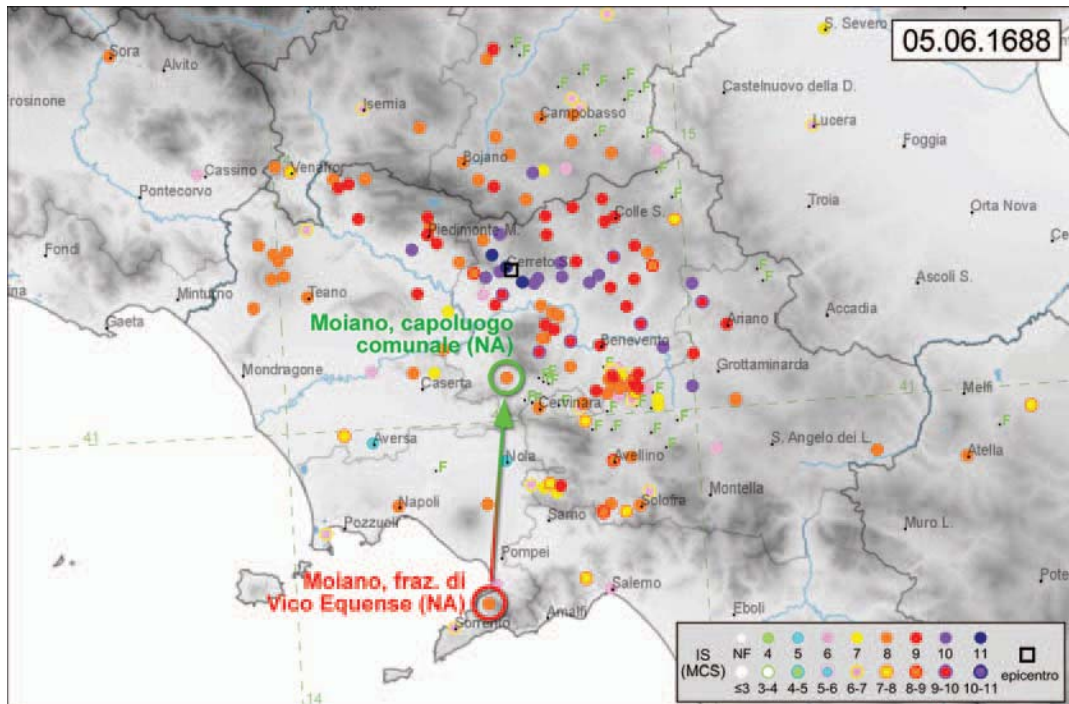 05.06.1688
S. Severo
Sora
Alvito
Castelnuovo della D.
rosinone
Isernia
Campobasso
Lucera
Foggia
15
Bojano
Cassino
Venafro
Pontecorvo
Troia
Orta Nova
Colle S.
Piedimonte M.
Fondi
Ce
Cerreto S.
Ascoli S.
Minturno
Teano
Accadia
Gaeta
Ariano I.
Moiano, capoluogo
comunale (NA)
Benevento
Mondragone
Grottaminarda
Caserta
41
Melfi
Cervinara
41
Aversa
S. Angelo dei L.
Atella
Nola
Avellino
F
Montella
Napoli
Solofra
Sarno
Pozzuoli
Muro L.
Pompei
Moiano, fraz. di
Vico Equense (NA)
Salerno
Pote
Amalfi
Eboli
Sorrento
14
IS
(MCS)
NF 4 5 6 7 8 9 10 11
≤3 3-4 4-5 5-6 6-7 7-8 8-9 9-10 10-11
epicentro